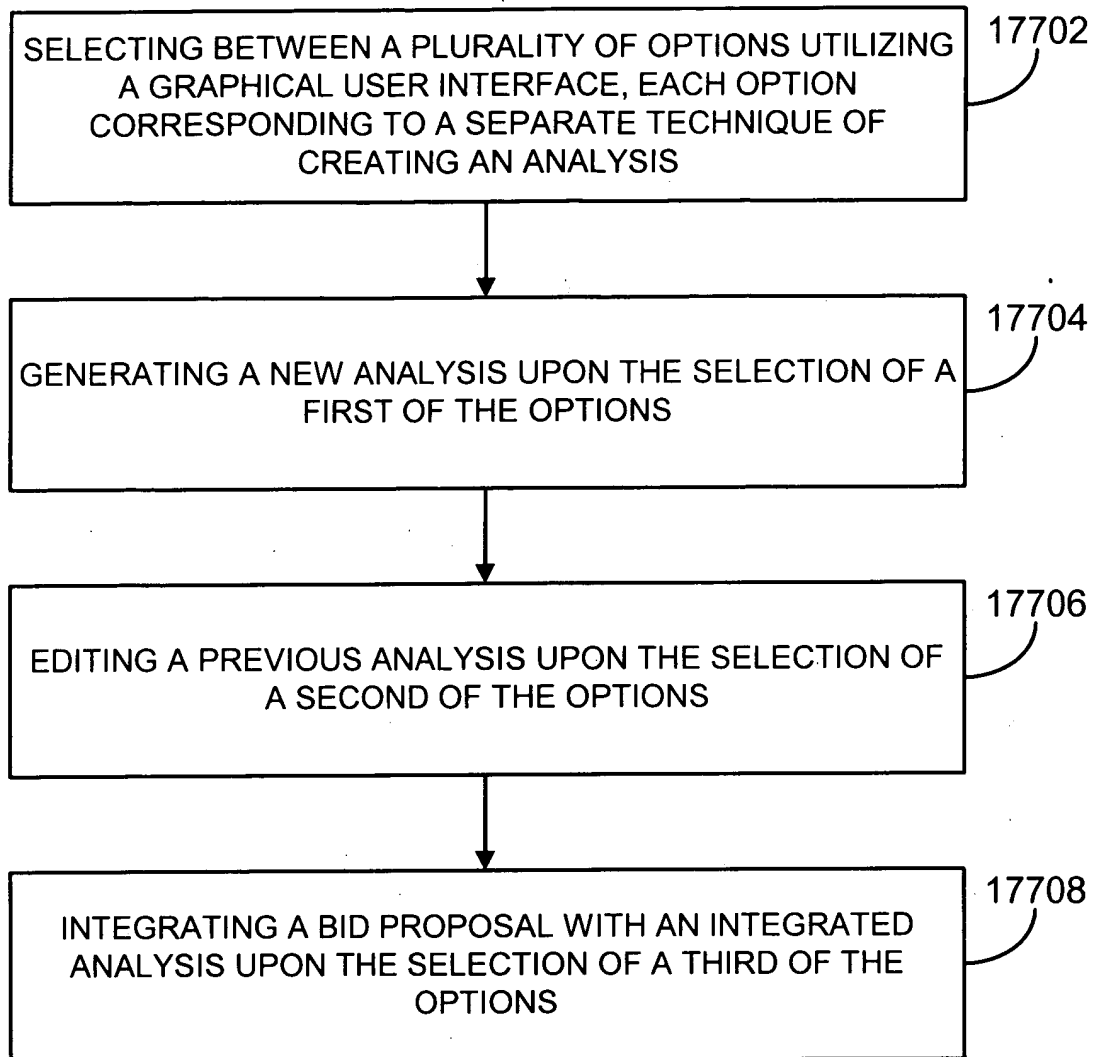 SELECTING BETWEEN A PLURALITY OF OPTIONS UTILIZING
A GRAPHICAL USER INTERFACE, EACH OPTION
CORRESPONDING TO A SEPARATE TECHNIQUE OF
CREATING AN ANALYSIS
17702
GENERATING A NEW ANALYSIS UPON THE SELECTION OF A
FIRST OF THE OPTIONS
17704
EDITING A PREVIOUS ANALYSIS UPON THE SELECTION OF
A SECOND OF THE OPTIONS
17706
INTEGRATING A BID PROPOSAL WITH AN INTEGRATED
ANALYSIS UPON THE SELECTION OF A THIRD OF THE
OPTIONS
17708